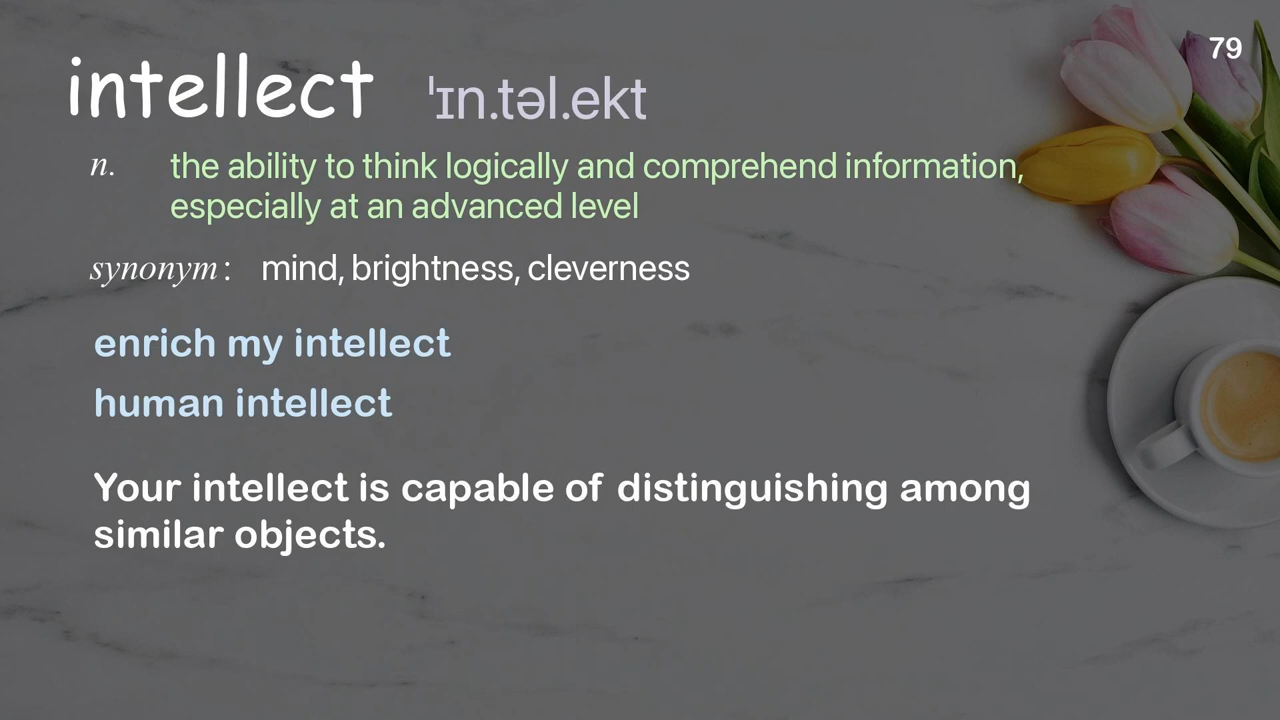 79
intellect ˈɪn.təl.ekt
n. the ability to think logically and comprehend information,
especially at an advanced level
synonym: mind, brightness, cleverness
enrich my intellect
human intellect
Your intellect is capable of distinguishing among
similar objects.